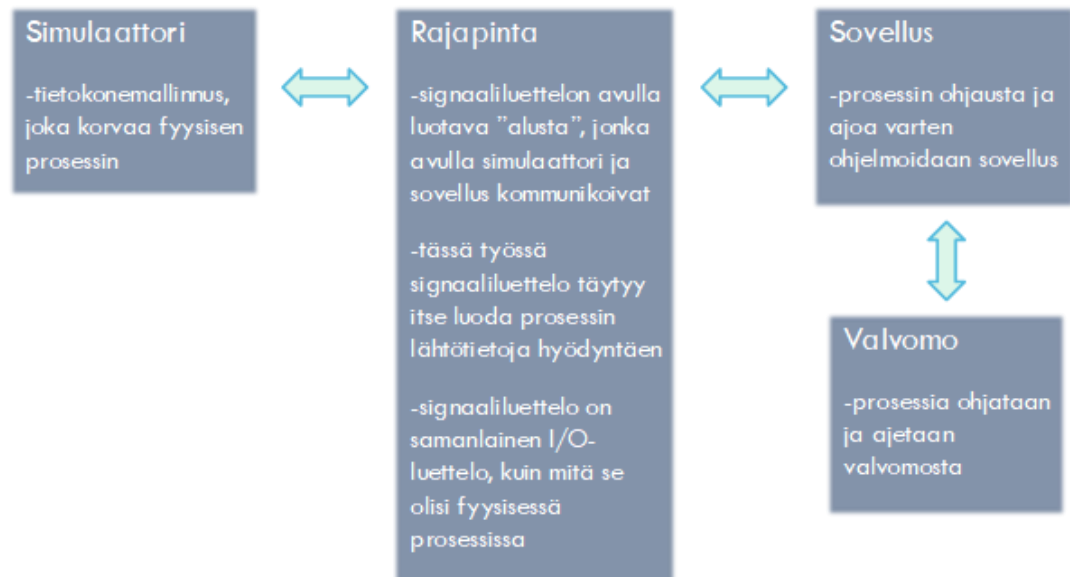 Simulaattori
-tietokonemallinnus,
joka korvaa fyysisen
prosessin
Rajapinta
-signaaliluettelon avulla
luotava ”alusta”, jonka
avulla simulaattori ja
sovellus kommunikoivat
-tässä työssä
signaaliluettelo täytyy
itse luoda prosessin
lähtötietoja hyödyntäen
-signaaliluettelo on
samanlainen I/O-
luettelo, kuin mitä se
olisi fyysisessä
prosessissa
Sovellus
-prosessin ohjausta ja
ajoa varten
ohjelmoidaan sovellus
Valvomo
-prosessia ohjataan
ja ajetaan
valvomosta